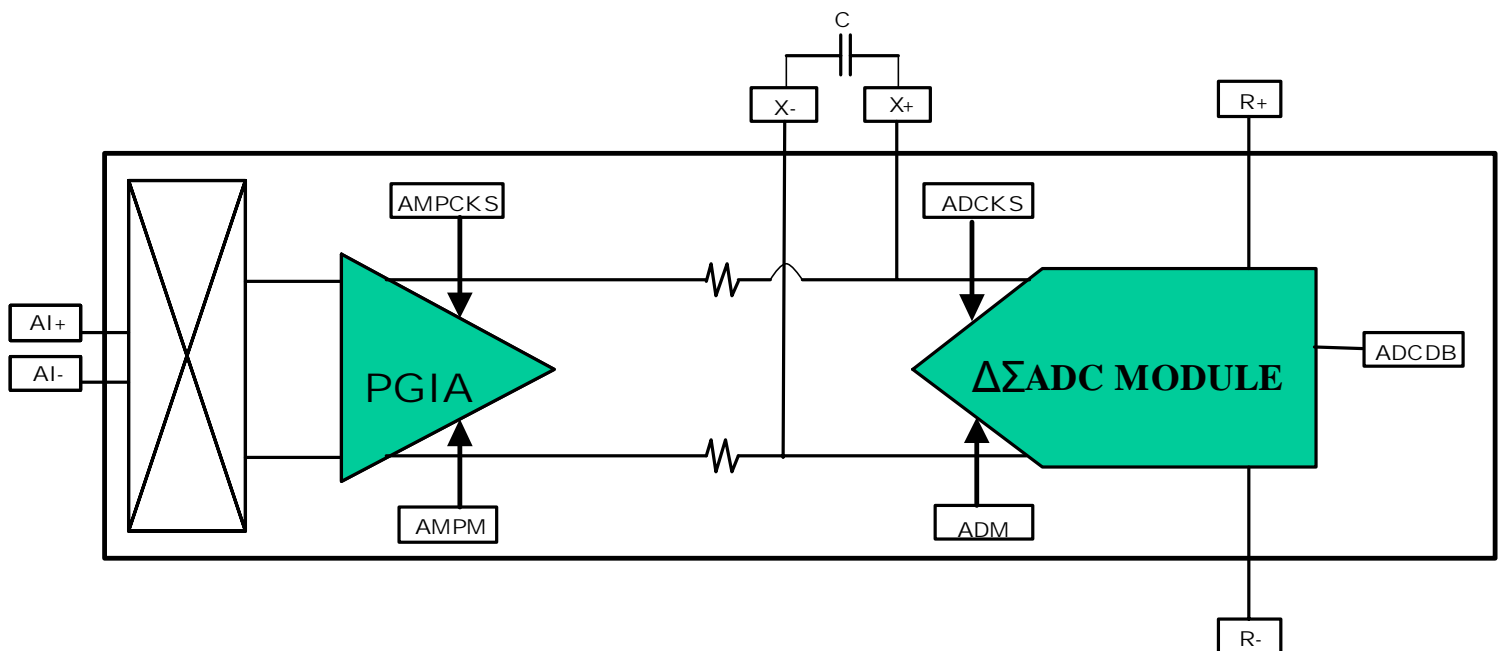 C
X-
X+
R+
AMPCKS
ADCKS
AI+
AI-
PGIA
ΔΣADC MODULE
ADCDB
AMPM
ADM
R-